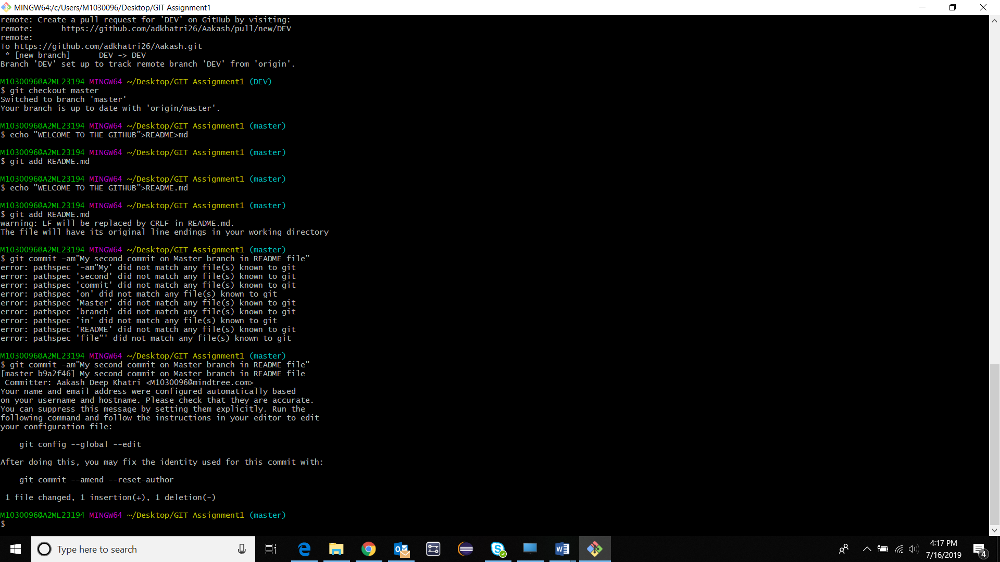 MINGW64:/c/Users/M1030096/Desktop/GIT Assignment1
remote: Create a pull request for 'DEV' on GitHub by visiting:
remote:      https://github.com/adkhatri26/Aakash/pull/new/DEV
remote:
To https://github.com/adkhatri26/Aakash.git
 * [new branch]      DEV -> DEV
Branch 'DEV' set up to track remote branch 'DEV' from 'origin'.
M1030096@A2ML23194 MINGW64 ~/Desktop/GIT Assignment1 (DEV)
$ git checkout master
Switched to branch 'master'
Your branch is up to date with 'origin/master'.
M1030096@A2ML23194 MINGW64 ~/Desktop/GIT Assignment1 (master)
$ echo "WELCOME TO THE GITHUB">README>md
M1030096@A2ML23194 MINGW64 ~/Desktop/GIT Assignment1 (master)
$ git add README.md
M1030096@A2ML23194 MINGW64 ~/Desktop/GIT Assignment1 (master)
$ echo "WELCOME TO THE GITHUB">README.md
M1030096@A2ML23194 MINGW64 ~/Desktop/GIT Assignment1 (master)
$ git add README.md
warning: LF will be replaced by CRLF in README.md.
The file will have its original line endings in your working directory
M1030096@A2ML23194 MINGW64 ~/Desktop/GIT Assignment1 (master)
$ git commit –am”My second commit on Master branch in README file”
error: pathspec '–am”My' did not match any file(s) known to git
error: pathspec 'second' did not match any file(s) known to git
error: pathspec 'commit' did not match any file(s) known to git
error: pathspec 'on' did not match any file(s) known to git
error: pathspec 'Master' did not match any file(s) known to git
error: pathspec 'branch' did not match any file(s) known to git
error: pathspec 'in' did not match any file(s) known to git
error: pathspec 'README' did not match any file(s) known to git
error: pathspec 'file”' did not match any file(s) known to git
M1030096@A2ML23194 MINGW64 ~/Desktop/GIT Assignment1 (master)
$ git commit -am"My second commit on Master branch in README file"
[master b9a2f46] My second commit on Master branch in README file
 Committer: Aakash Deep Khatri <M1030096@mindtree.com>
Your name and email address were configured automatically based
on your username and hostname. Please check that they are accurate.
You can suppress this message by setting them explicitly. Run the
following command and follow the instructions in your editor to edit
your configuration file:
    git config --global --edit
After doing this, you may fix the identity used for this commit with:
    git commit --amend --reset-author
 1 file changed, 1 insertion(+), 1 deletion(-)
M1030096@A2ML23194 MINGW64 ~/Desktop/GIT Assignment1 (master)
$
Type here to search
4:17 PM
7/16/2019
4